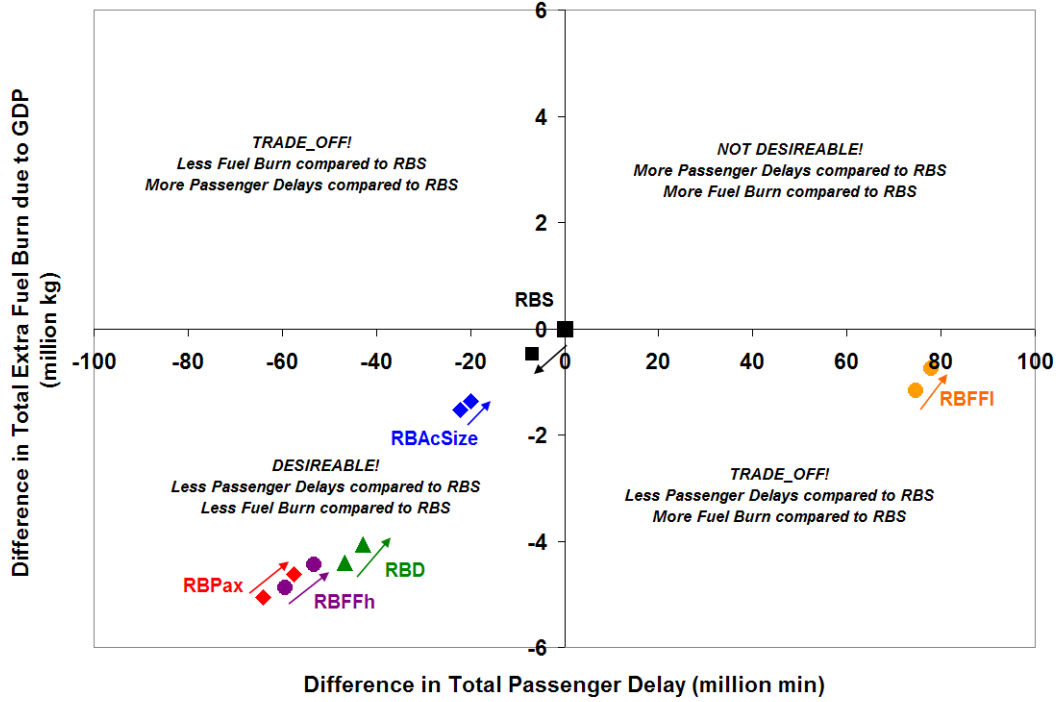 6
4
2
0
-2
-4
-6
-100
-80
-60
-40
-20
0
20
40
60
80
100
Difference in Total Extra Fuel Burn due to GDP
(million kg)
TRADE_OFF!
Less Fuel Burn compared to RBS
More Passenger Delays compared to RBS
NOT DESIREABLE!
More Passenger Delays compared to RBS
More Fuel Burn compared to RBS
RBS
RBFFl
RBAcSize
DESIREABLE!
Less Passenger Delays compared to RBS
Less Fuel Burn compared to RBS
TRADE_OFF!
Less Passenger Delays compared to RBS
More Fuel Burn compared to RBS
RBPax
RBFFh
RBD
Difference in Total Passenger Delay (million min)